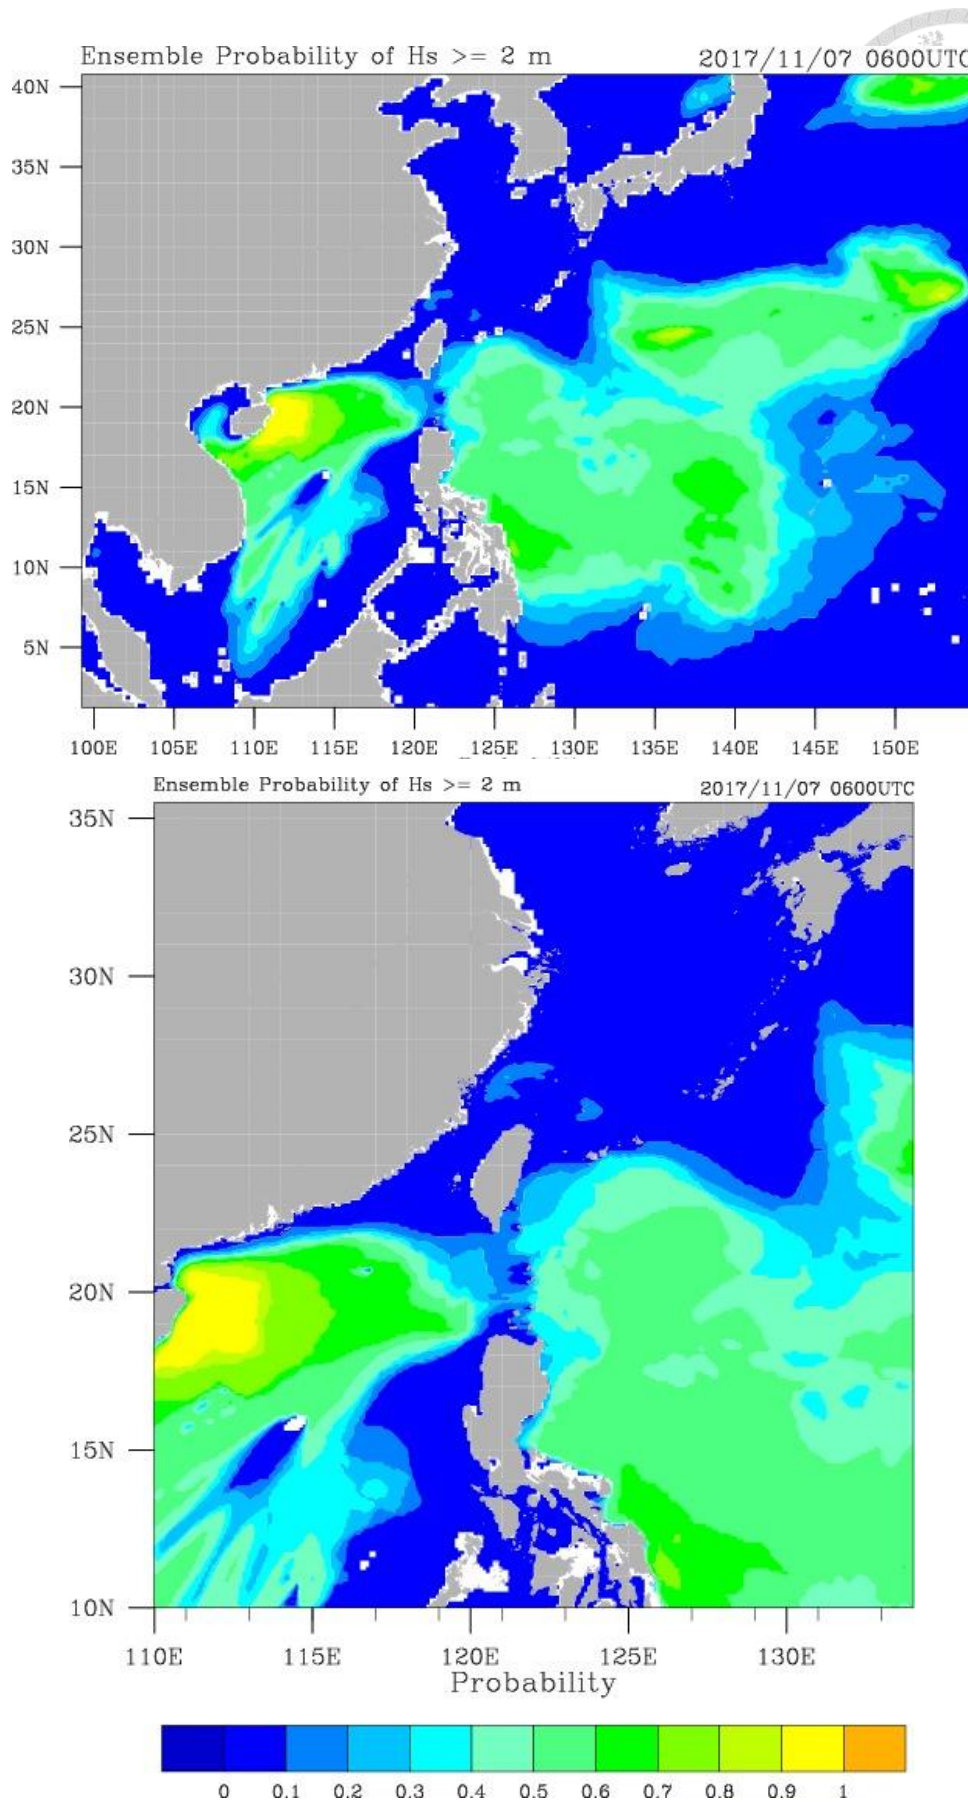 Ensemble Probability of Hs >= 2 m 2017/11/07 0600UTC
40N
35N
30N
25N
20N
15N
10N
5N
100E 105E 110E 115E 120E 125E 130E 135E 140E 145E 150E
Ensemble Probability of Hs >= 2 m 2017/11/07 0600UTC
35N
30N
25N
20N
15N
10N
110E 115E 120E 125E 130E
Probability
0 0.1 0.2 0.3 0.4 0.5 0.6 0.7 0.8 0.9 1